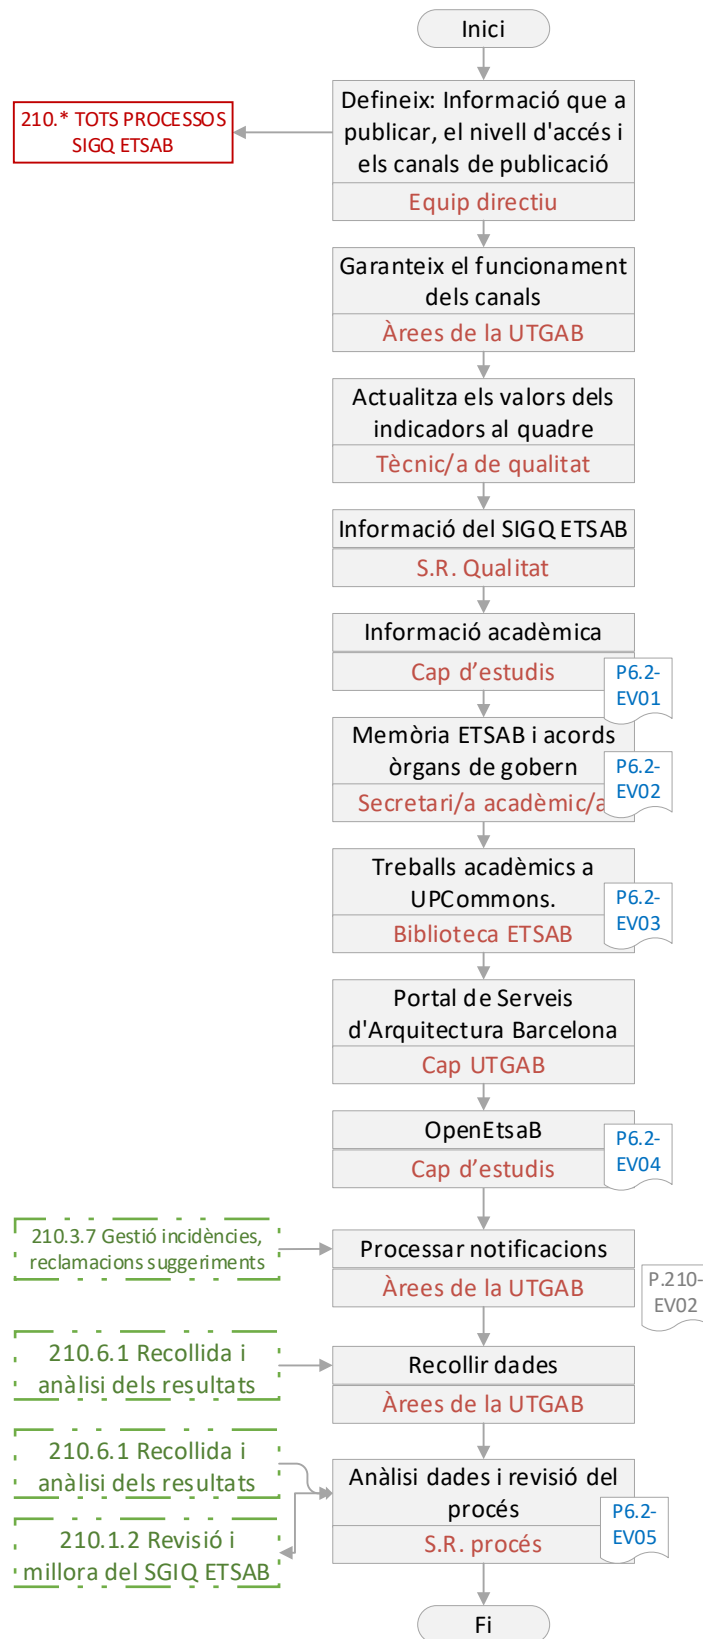 Inici
210.* TOTS PROCESSOS
SIGQ ETSAB
Defineix: Informació que a
publicar, el nivell d'accés i
els canals de publicació
Equip directiu
Garanteix el funcionament
dels canals
Àrees de la UTGAB
Actualitza els valors dels
indicadors al quadre
Tècnic/a de qualitat
Informació del SIGQ ETSAB
S.R. Qualitat
Informació acadèmica
Cap d’estudis
P6.2-
EV01
Memòria ETSAB i acords
òrgans de gobern
Secretari/a acadèmic/a
P6.2-
EV02
Treballs acadèmics a
UPCommons.
Biblioteca ETSAB
P6.2-
EV03
Portal de Serveis
d'Arquitectura Barcelona
Cap UTGAB
OpenEtsaB
Cap d’estudis
P6.2-
EV04
210.3.7 Gestió incidències,
reclamacions suggeriments
Processar notificacions
Àrees de la UTGAB
P.210-
EV02
210.6.1 Recollida i
anàlisi dels resultats
Recollir dades
Àrees de la UTGAB
210.6.1 Recollida i
anàlisi dels resultats
210.1.2 Revisió i
millora del SGIQ ETSAB
Anàlisi dades i revisió del
procés
S.R. procés
P6.2-
EV05
Fi